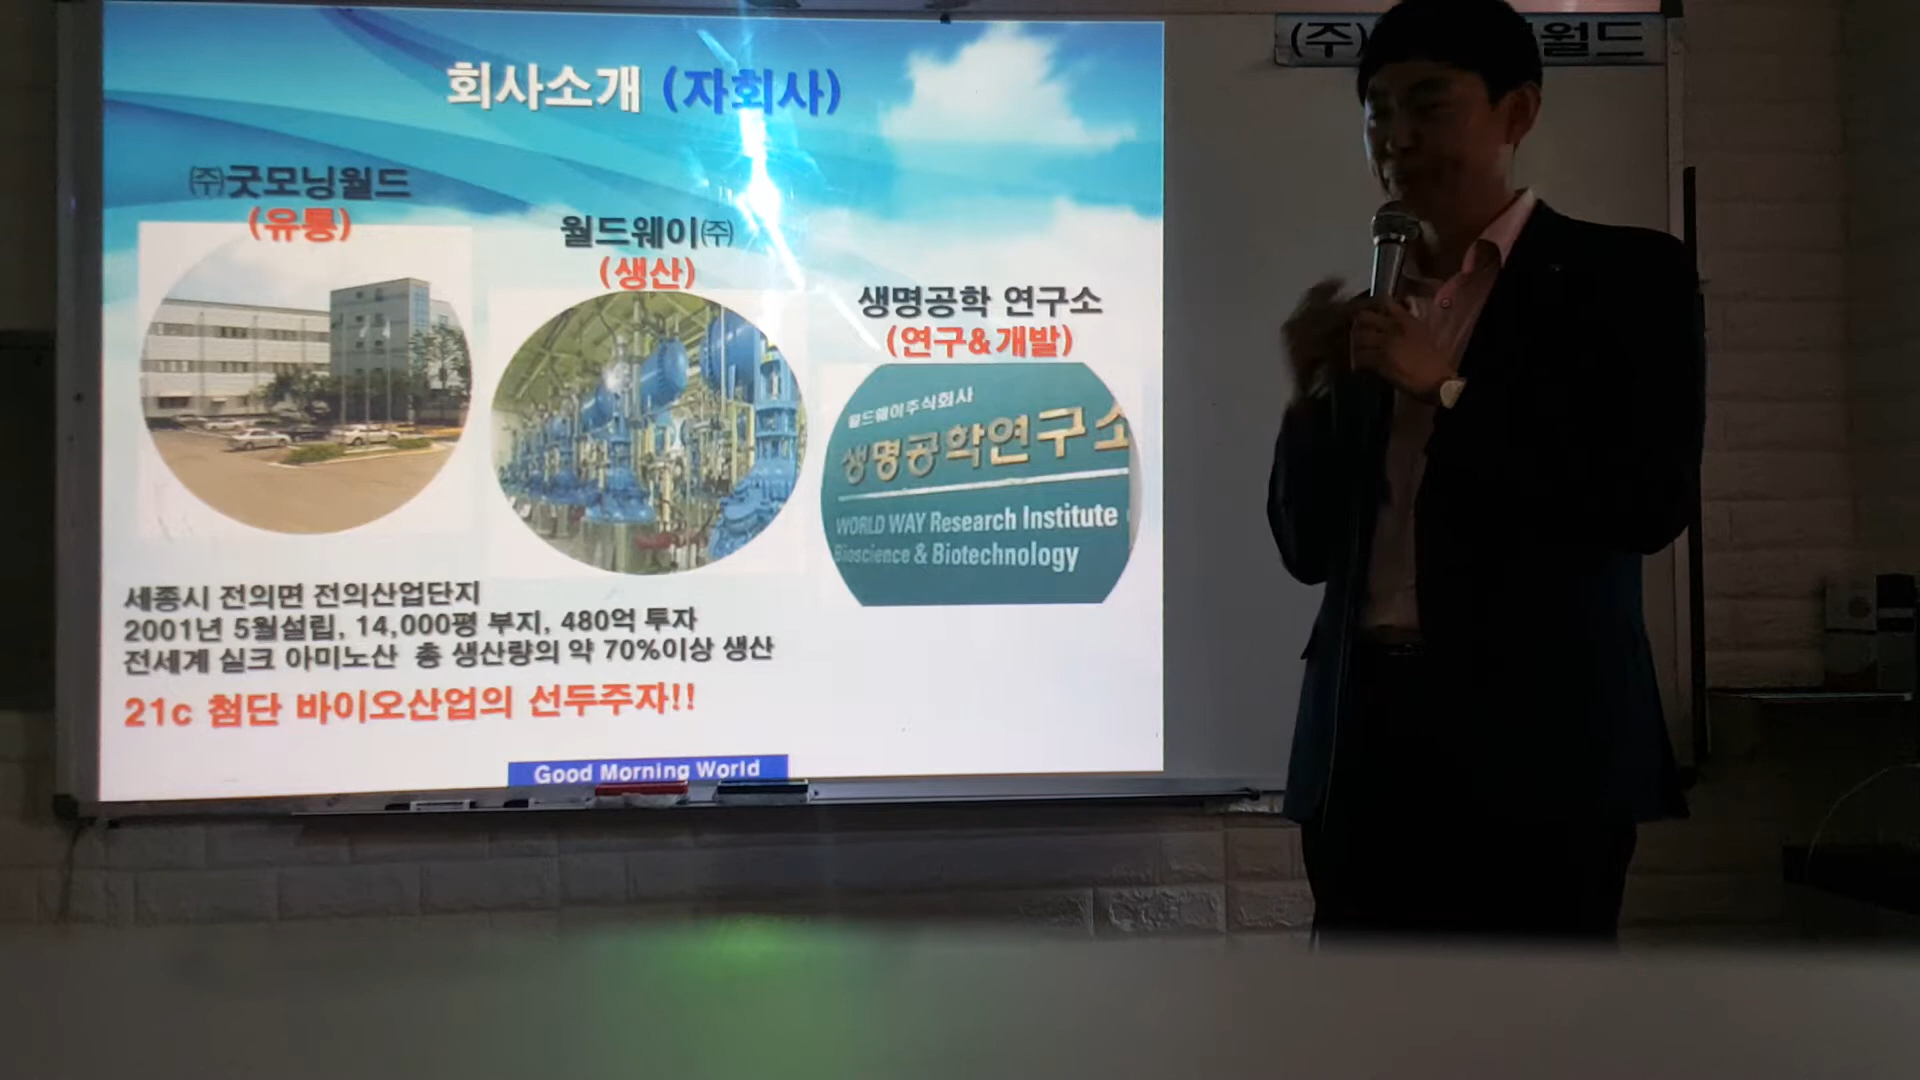 회사소개 (자회사)
(주) 월드
㈜굿모닝월드
(유통)
월드웨이㈜
(생산)
생명공학 연구소
(연구&개발)
월드웨이주식회사
생명공학연구소
WORLD WAY Research Institute
Bioscience & Biotechnology
세종시 전의면 전의산업단지
2001년 5월설립, 14,000평 부지, 480억 투자
전세계 실크 아미노산 총 생산량의 약 70%이상 생산
21c 첨단 바이오산업의 선두주자!!
Good Morning World